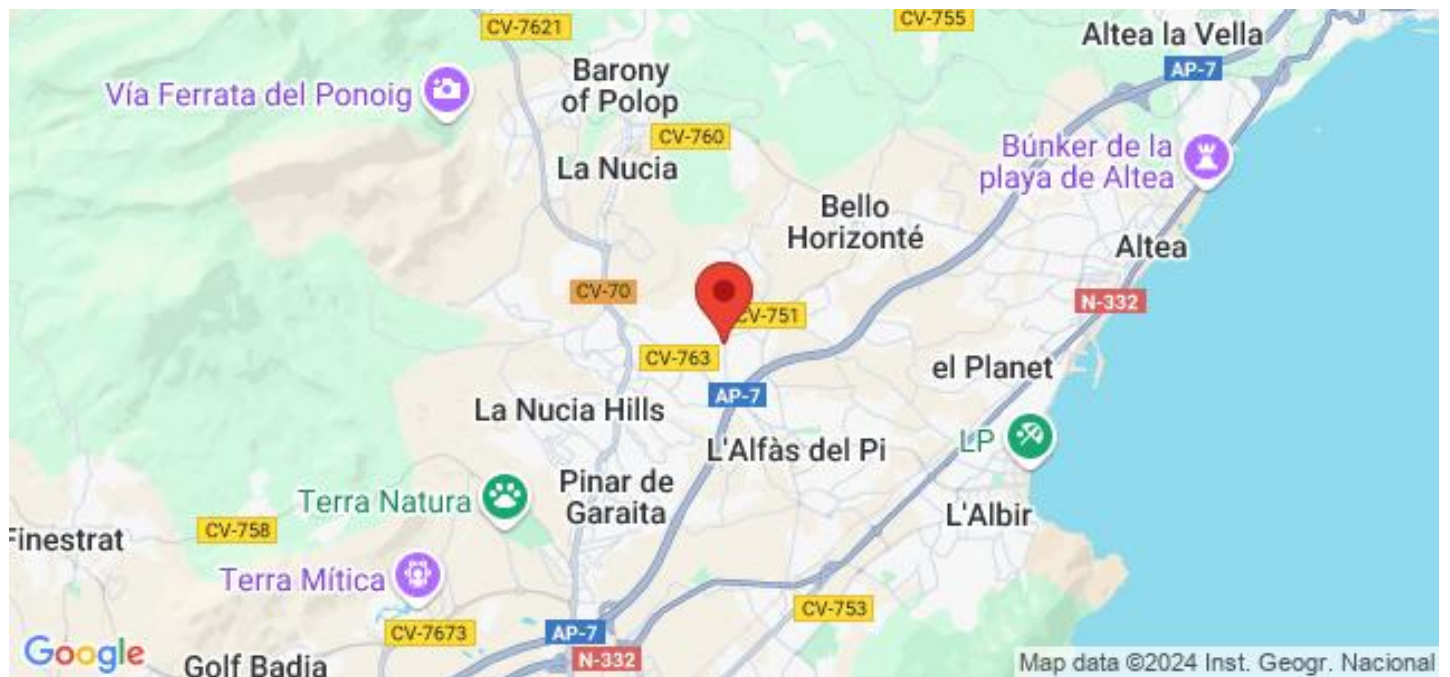 CV-7621
CV-755
Altea la Vella
AP-7
Vía Ferrata del Ponoig
Barony
of Polop
CV-760
La Nucia
Búnker de la
playa de Altea
Bello
Horizonté
Altea
CV-70
N-332
CV-751
CV-763
el Planet
AP-7
La Nucia Hills
L'Alfàs del Pi
LP
Terra Natura
Pinar de
Garaita
L'Albir
Finestrat
CV-758
Terra Mítica
CV-753
CV-7673
AP-7
N-332
Google
Golf Badia
Map data ©2024 Inst. Geogr. Nacional